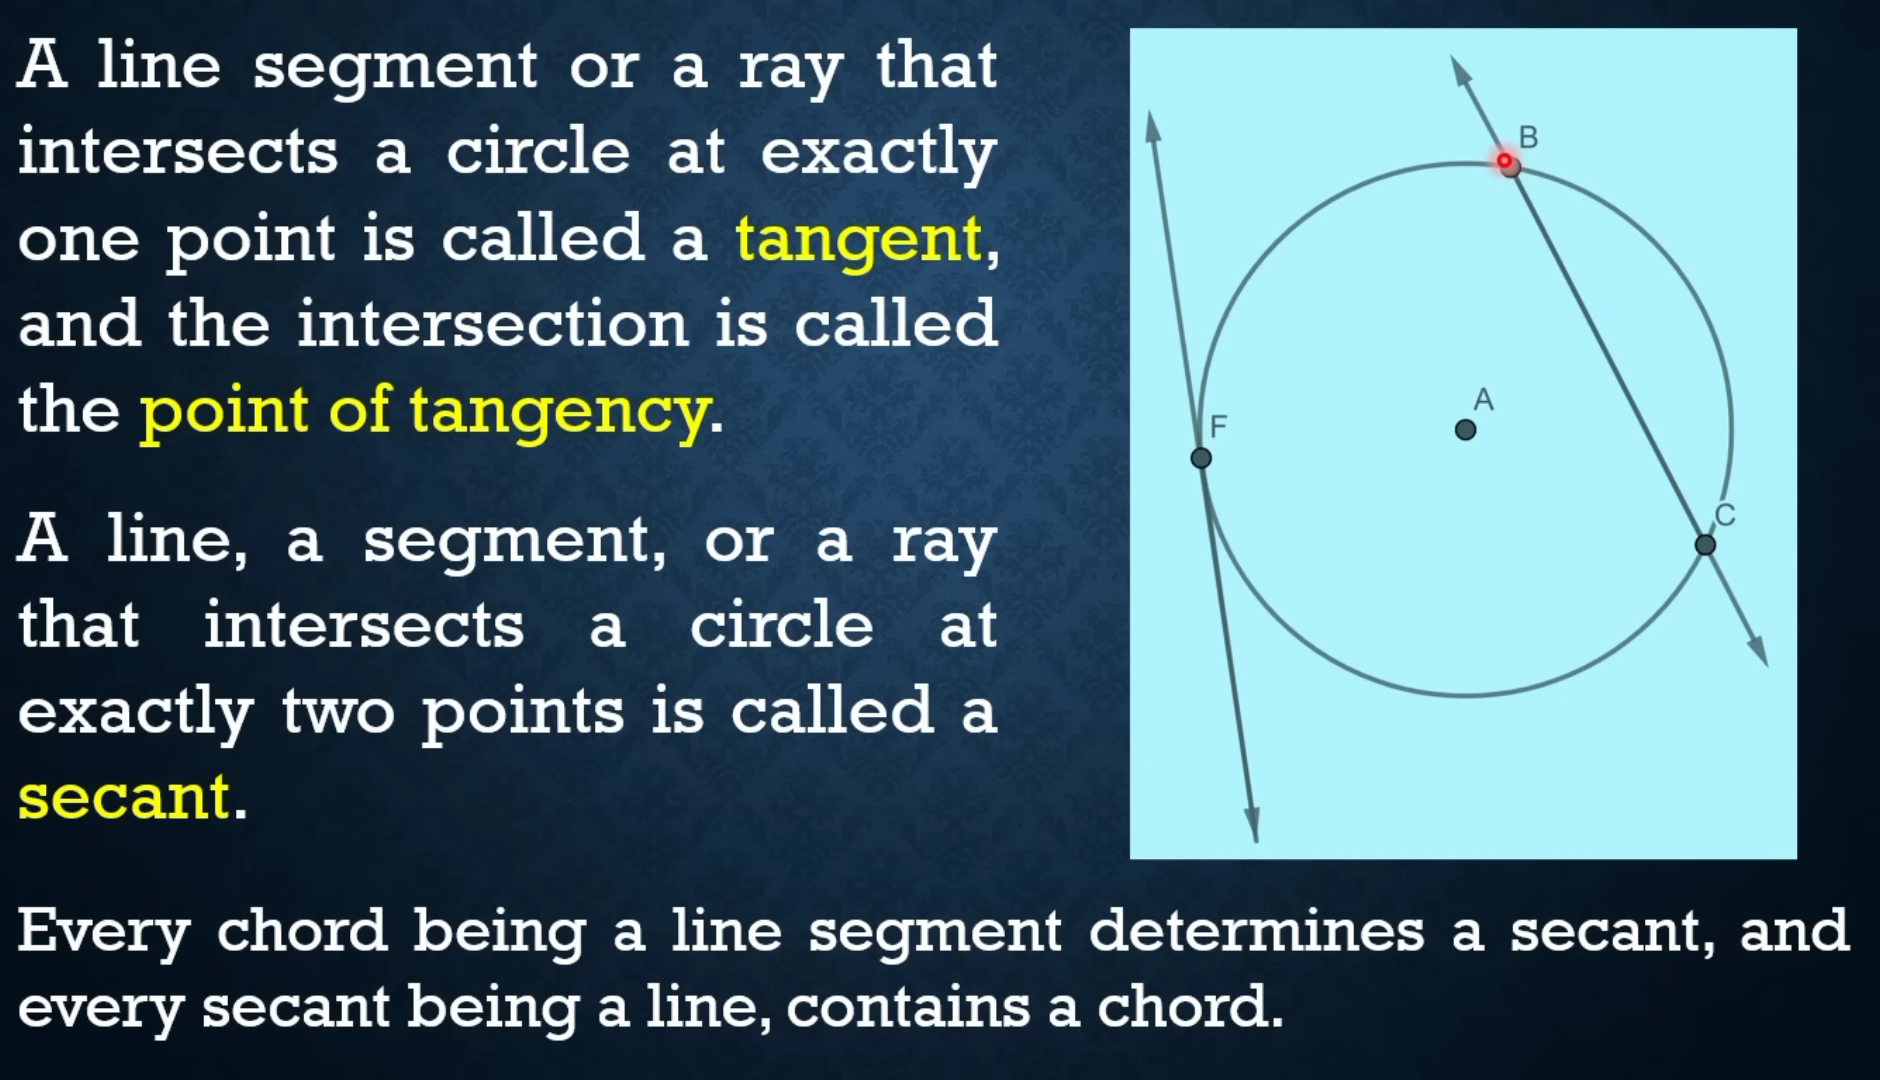 A line segment or a ray that
intersects a circle at exactly
one point is called a tangent,
and the intersection is called
the point of tangency.
A line, a segment, or a ray
that intersects a circle at
exactly two points is called a
secant.
B
A
F
C
Every chord being a line segment determines a secant, and
every secant being a line, contains a chord.